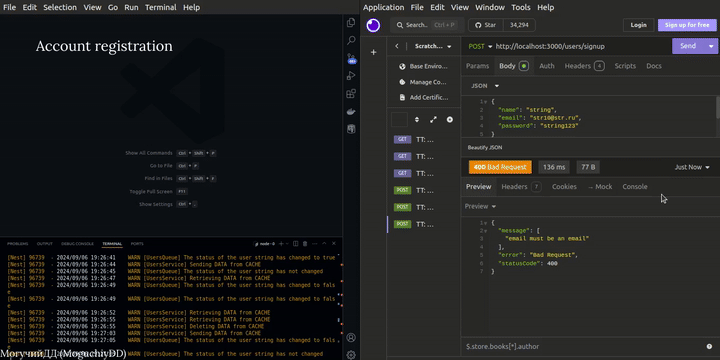 File Edit Selection View Go Run Terminal Help
Account registration
Show All Commands Ctrl + Shift + P
Go to File Ctrl + P
Find in Files Ctrl + Shift + F
Toggle Full Screen F11
Show Settings Ctrl + ,
PROBLEMS OUTPUT DEBUG CONSOLE TERMINAL PORTS
[Nest] 96739 - 2024/09/06 19:26:41 WARN [UsersQueue] The status of the user string has changed to true
[Nest] 96739 - 2024/09/06 19:26:44 WARN [UsersService] Sending DATA from CACHE
[Nest] 96739 - 2024/09/06 19:26:45 WARN [UsersQueue] The status of the user string has not changed
[Nest] 96739 - 2024/09/06 19:26:47 WARN [UsersService] Retrieving DATA from CACHE
[Nest] 96739 - 2024/09/06 19:26:49 WARN [UsersQueue] The status of the user string has changed to fals
e
[Nest] 96739 - 2024/09/06 19:26:49 WARN [UsersQueue] The status of the user string has changed to fals
e
[Nest] 96739 - 2024/09/06 19:26:52 WARN [UsersService] Retrieving DATA from CACHE
[Nest] 96739 - 2024/09/06 19:26:55 WARN [UsersService] Retrieving DATA from CACHE
[Nest] 96739 - 2024/09/06 19:26:55 WARN [UsersService] Deleting DATA from CACHE
[Nest] 96739 - 2024/09/06 19:27:03 WARN [UsersService] Sending DATA from CACHE
[Nest] 96739 - 2024/09/06 19:27:05 WARN [UsersQueue] The status of the user string has changed to fals
e
WARN [UsersQueue] The status of the user string has not changed
МогучийДД(MoguchiyDD)
Application File Edit View Window Tools Help
Search.. Ctrl + P
Star 34,294
Login
Sign up for free
Scratch...
Base Enviro...
Manage Co...
Add Certific...
GET TT: ...
GET TT: ...
GET TT: ...
POST TT: ...
POST TT: ...
POST TT: ...
POST http://localhost:3000/users/signup
Send
Params Body Auth Headers 4 Scripts Docs
JSON
1 {
2 "name": "string",
3 "email": "str10@str.ru",
4 "password": "string123"
5 }
Beautify JSON
400 Bad Request 136 ms 77 B Just Now
Preview Headers 7 Cookies → Mock Console
Preview
1 {
2 "message": [
3 "email must be an email"
4 ],
5 "error": "Bad Request",
6 "statusCode": 400
7 }
$.store.books[*].author